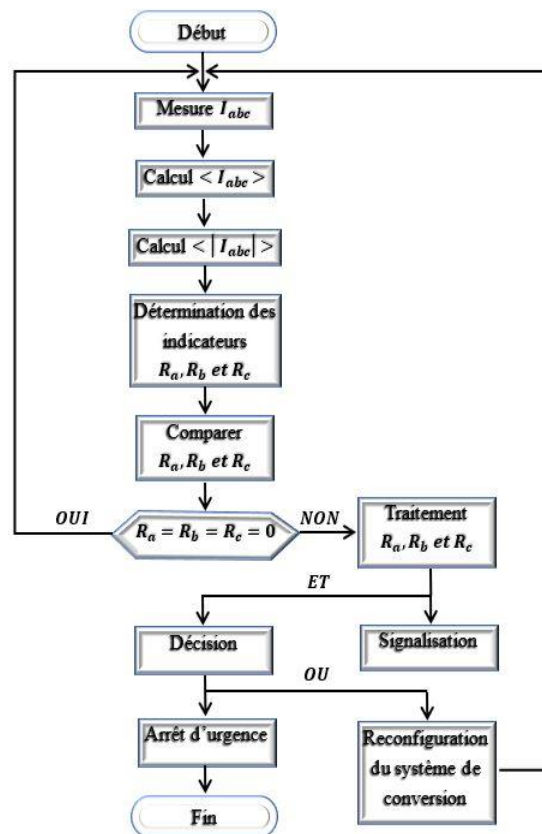 Début
Mesure I_abc
Calcul < I_abc >
Calcul < | I_abc | >
Détermination des
indicateurs
R_a, R_b et R_c
Comparer
R_a, R_b et R_c
OUI
R_a = R_b = R_c = 0
NON
Traitement
R_a, R_b et R_c
ET
Décision
Signalisation
OU
Arrêt d'urgence
Reconfiguration
du système de
conversion
Fin